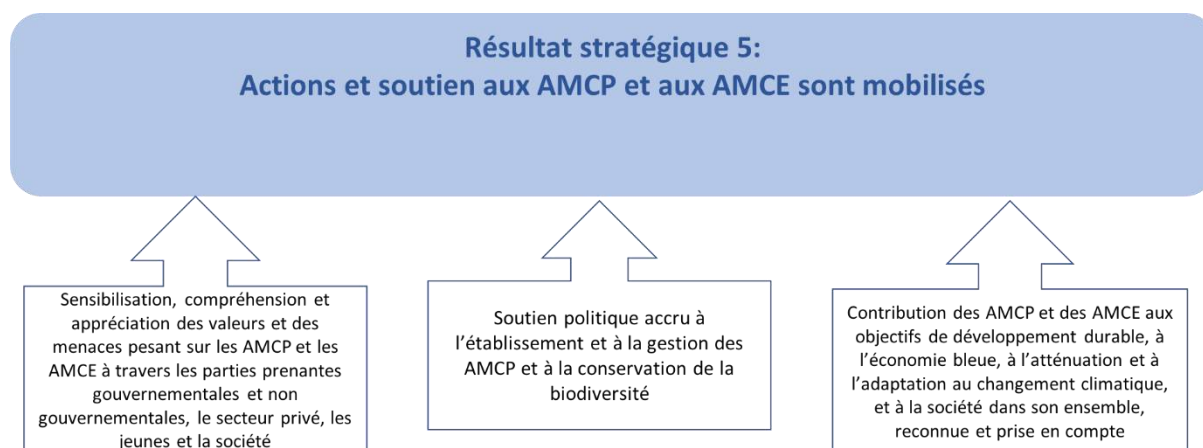 Résultat stratégique 5:
Actions et soutien aux AMCP et aux AMCE sont mobilisés
Sensibilisation, compréhension et
appréciation des valeurs et des
menaces pesant sur les AMCP et les
AMCE à travers les parties prenantes
gouvernementales et non
gouvernementales, le secteur privé, les
jeunes et la société
Soutien politique accru à
l’établissement et à la gestion des
AMCP et à la conservation de la
biodiversité
Contribution des AMCP et des AMCE aux
objectifs de développement durable, à
l’économie bleue, à l’atténuation et à
l’adaptation au changement climatique,
et à la société dans son ensemble,
reconnue et prise en compte